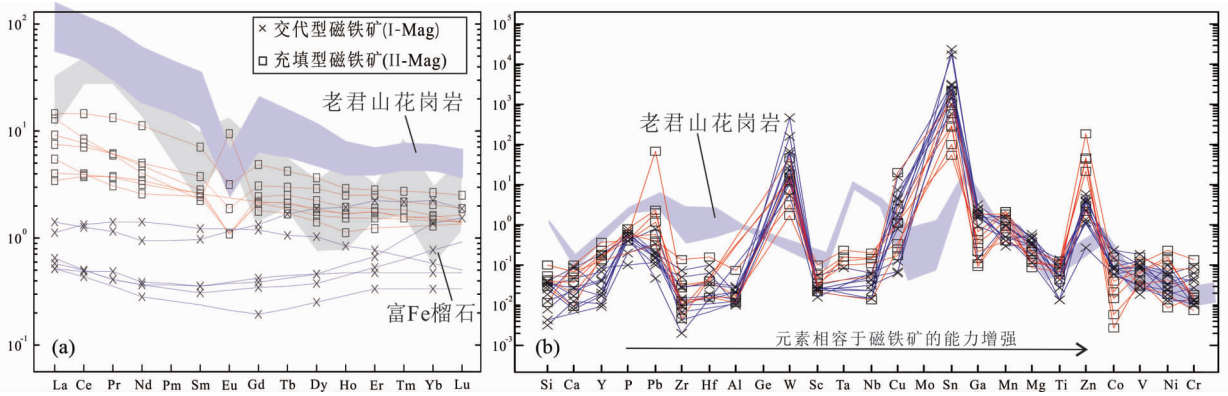 10²
10¹
10⁰
10⁻¹
× 交代型磁铁矿(I-Mag)
□ 充填型磁铁矿(II-Mag)
老君山花岗岩
富Fe榴石
(a)
La Ce Pr Nd Pm Sm Eu Gd Tb Dy Ho Er Tm Yb Lu
10⁵
10⁴
10³
10²
10¹
10⁰
10⁻¹
10⁻²
10⁻³
老君山花岗岩
元素相容于磁铁矿的能力增强
(b)
Si Ca Y P Pb Zr Hf Al Ge W Sc Ta Nb Cu Mo Sn Ga Mn Mg Ti Zn Co V Ni Cr